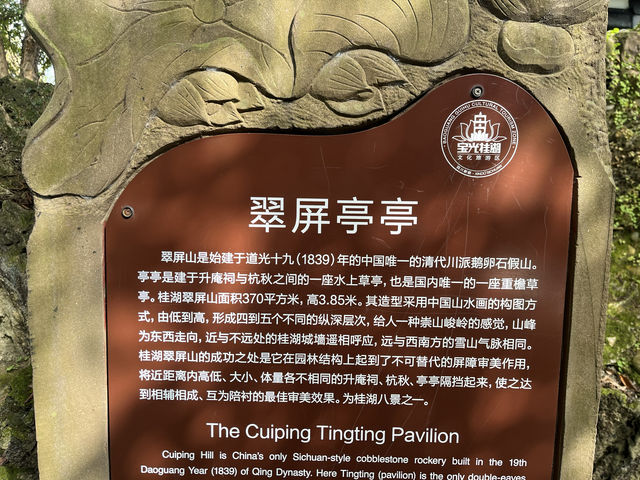 BAOGUANG GUIHU CULTURAL TOURISM ZONE
宝光桂湖
文化旅游区
翠屏亭亭
翠屏山是始建于道光十九(1839)年的中国唯一的清代川派鹅卵石假山。
亭亭是建于升庵祠与杭秋之间的一座水上草亭,也是国内唯一的一座重檐草
亭。桂湖翠屏山面积370平方米,高3.85米。其造型采用中国山水画的构图方
式,由低到高,形成四到五个不同的纵深层次,给人一种崇山峻岭的感觉,山峰
为东西走向,近与不远处的桂湖城墙遥相呼应,远与西南方的雪山气脉相同。
桂湖翠屏山的成功之处是它在园林结构上起到了不可替代的屏障审美作用,
将近距离内高低、大小、体量各不相同的升庵祠、杭秋、亭亭隔挡起来,使之达
到相辅相成、互为陪衬的最佳审美效果。为桂湖八景之一。
The Cuiping Tingting Pavilion
Cuiping Hill is China's only Sichuan-style cobblestone rockery built in the 19th
Daoguang Year (1839) of Qing Dynasty. Here Tingting (pavilion) is the only double-eaves